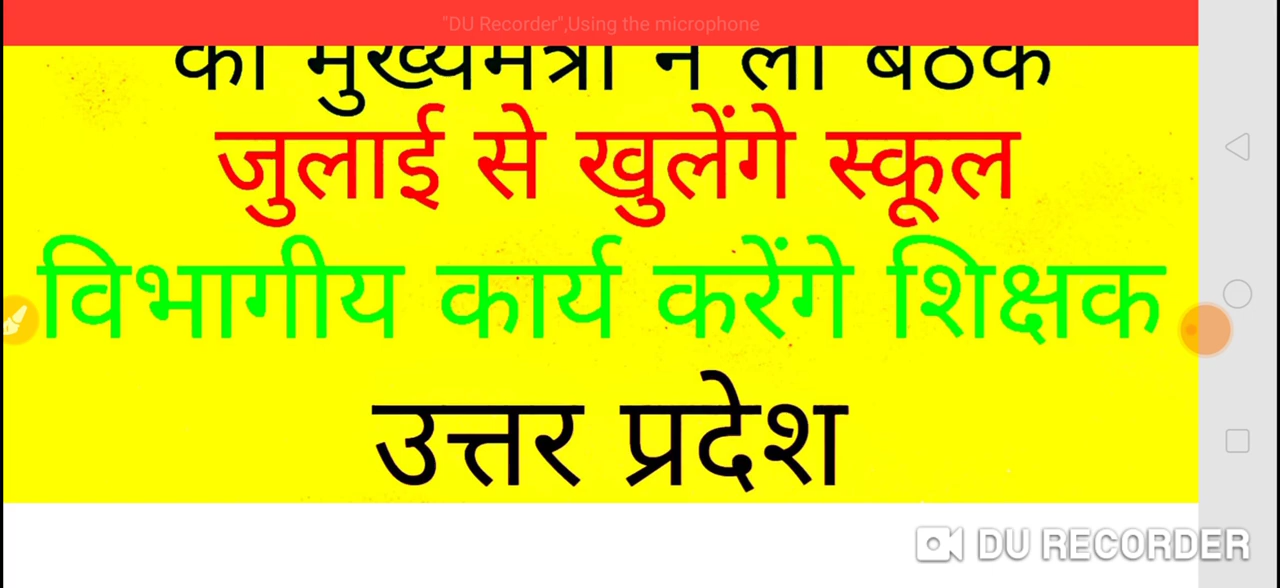 "DU Recorder",Using the microphone
को मुख्यमंत्री ने ली बैठक
जुलाई से खुलेंगे स्कूल
विभागीय कार्य करेंगे शिक्षक
उत्तर प्रदेश
DU RECORDER